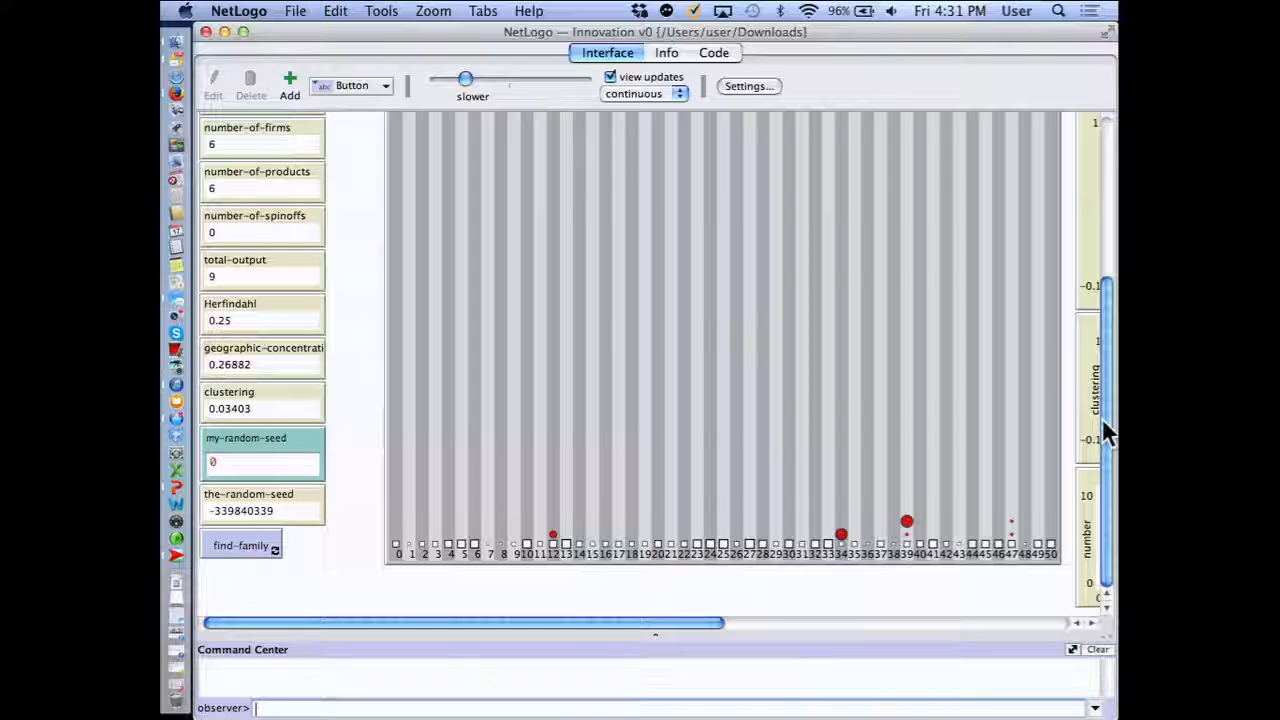 NetLogo File Edit Tools Zoom Tabs Help 96% Fri 4:31 PM User
NetLogo — Innovation v0 {/Users/user/Downloads}
Interface Info Code
Edit Delete Add abc Button slower view updates continuous Settings...
number-of-firms
6
number-of-products
6
number-of-spinoffs
0
total-output
9
Herfindahl
0.25
geographic-concentrati
0.26882
clustering
0.03403
my-random-seed
0
the-random-seed
-339840339
find-family
0 1 2 3 4 5 6 7 8 9 10 11 12 13 14 15 16 17 18 19 20 21 22 23 24 25 26 27 28 29 30 31 32 33 34 35 36 37 38 39 40 41 42 43 44 45 46 47 48 49 50
1
-0.1
1
clustering
-0.1
10
number
0
0
Command Center Clear
observer>